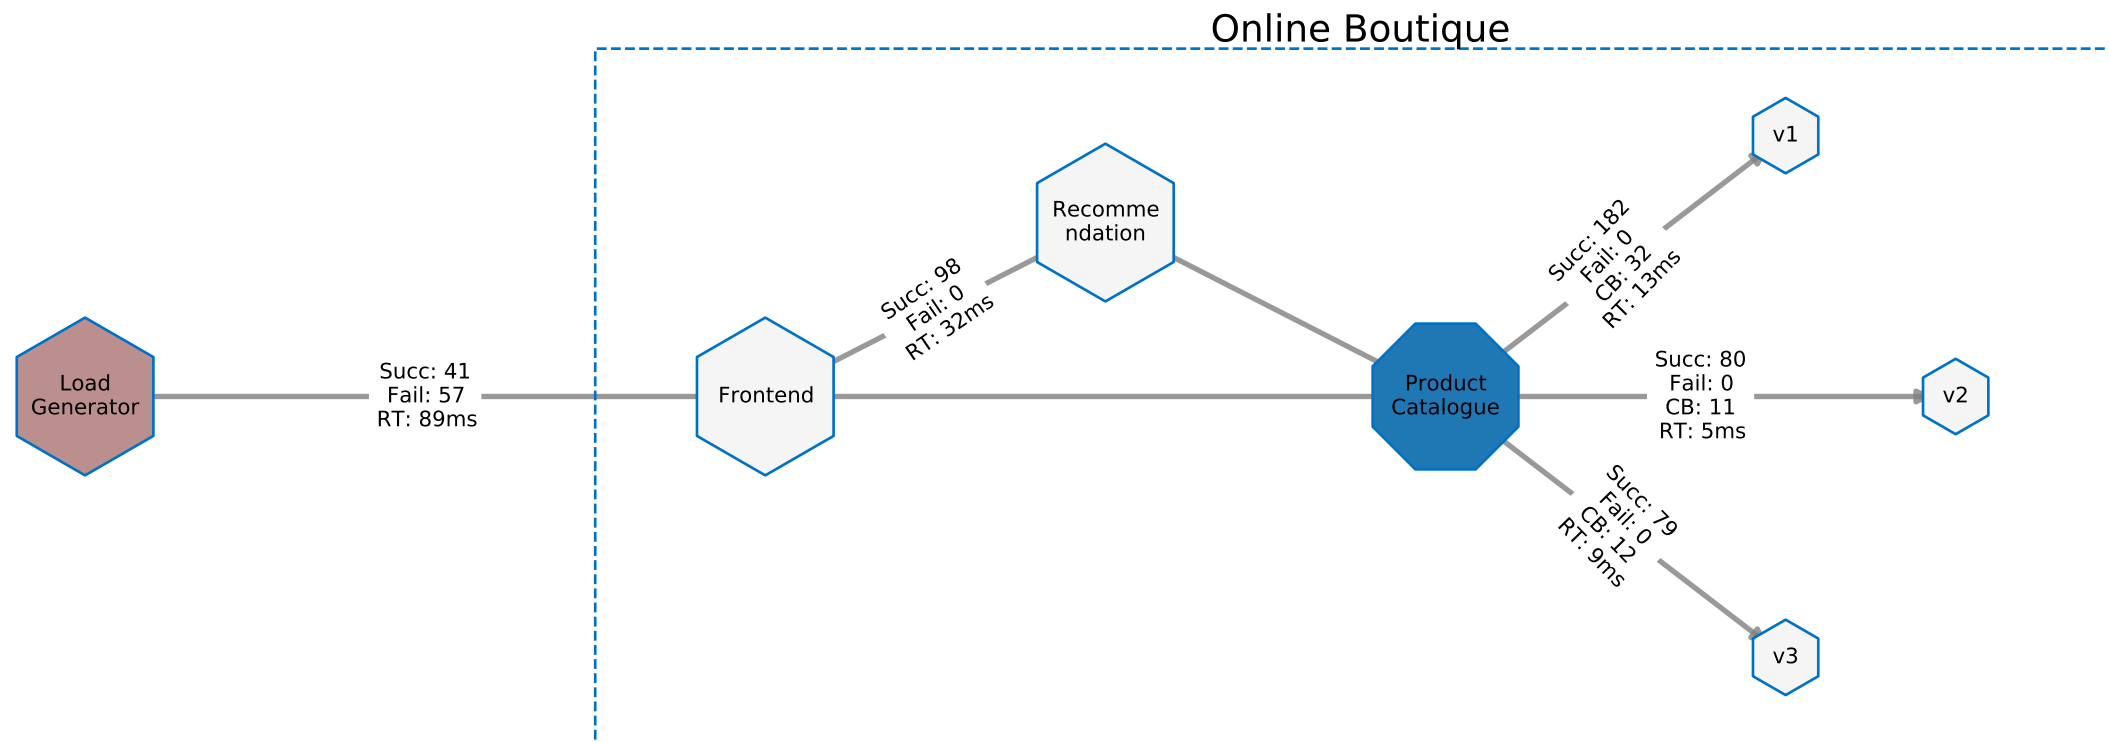 Online Boutique
Load
Generator
Succ: 41
Fail: 57
RT: 89ms
Frontend
Succ: 98
Fail: 0
RT: 32ms
Recomme
ndation
Product
Catalogue
Succ: 182
Fail: 0
CB: 32
RT: 13ms
v1
Succ: 80
Fail: 0
CB: 11
RT: 5ms
v2
Succ: 79
Fail: 0
CB: 12
RT: 9ms
v3